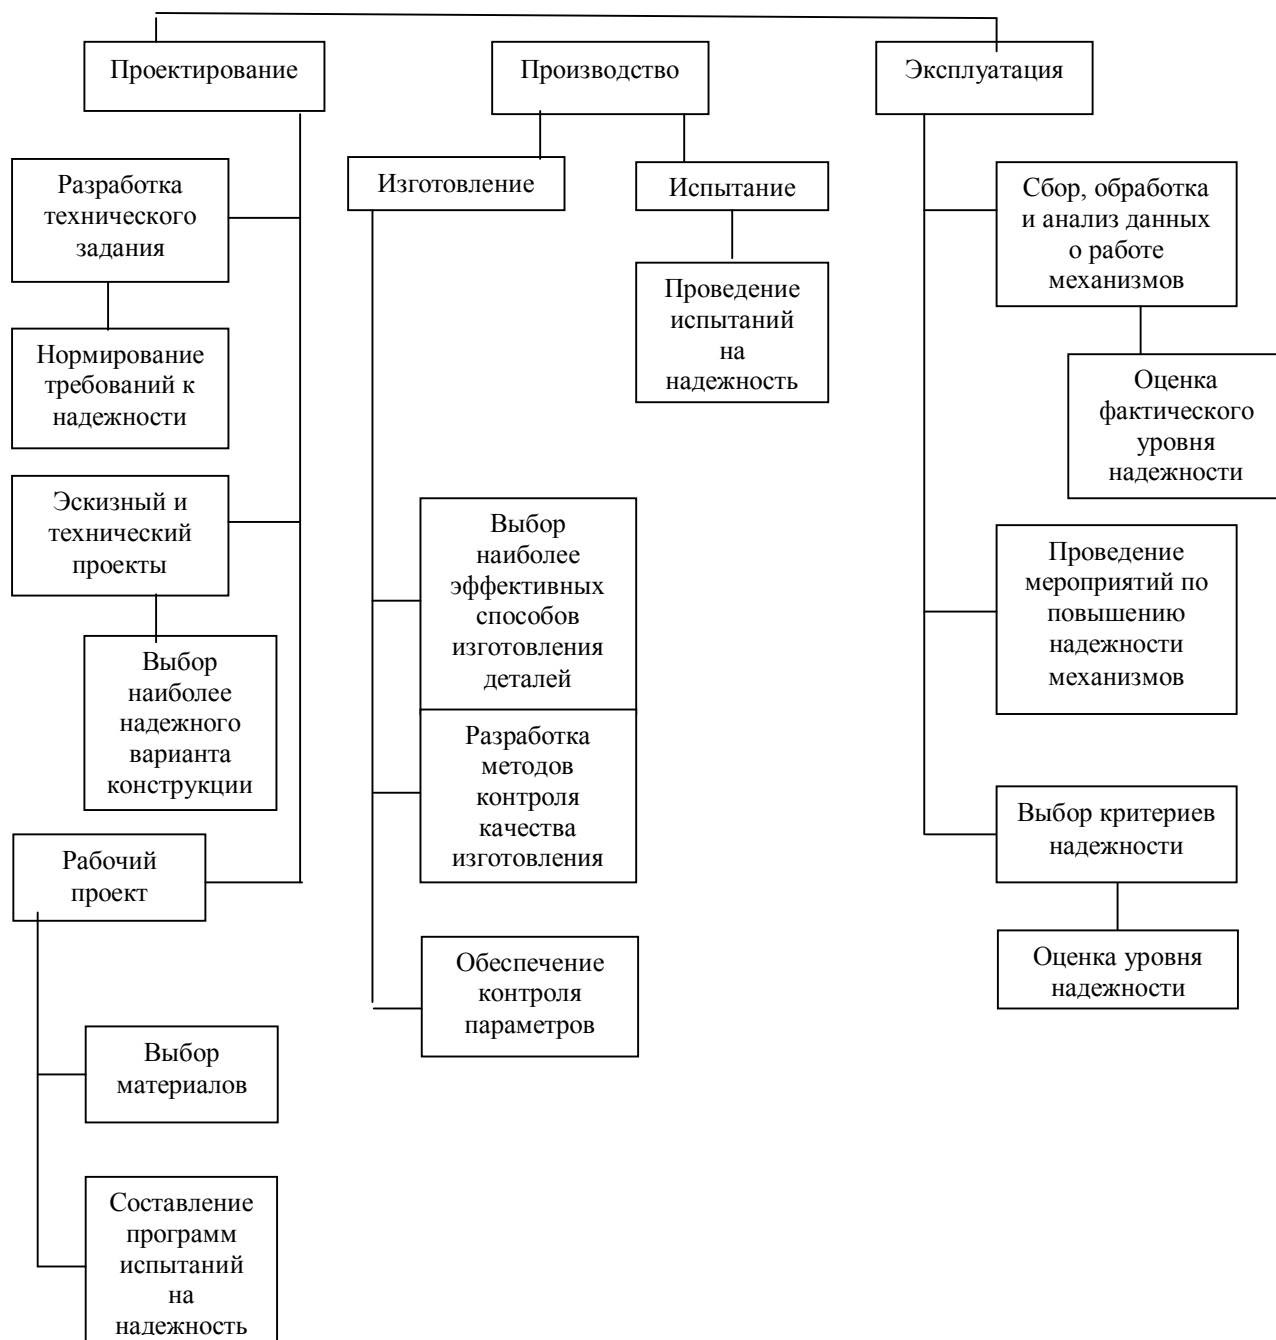 Проектирование
Производство
Эксплуатация
Разработка
технического
задания
Нормирование
требований к
надежности
Эскизный и
технический
проекты
Выбор
наиболее
надежного
варианта
конструкции
Рабочий
проект
Выбор
материалов
Составление
программ
испытаний
на
надежность
Изготовление
Выбор
наиболее
эффективных
способов
изготовления
деталей
Разработка
методов
контроля
качества
изготовления
Обеспечение
контроля
параметров
Испытание
Проведение
испытаний
на
надежность
Сбор, обработка
и анализ данных
о работе
механизмов
Оценка
фактического
уровня
надежности
Проведение
мероприятий по
повышению
надежности
механизмов
Выбор критериев
надежности
Оценка уровня
надежности